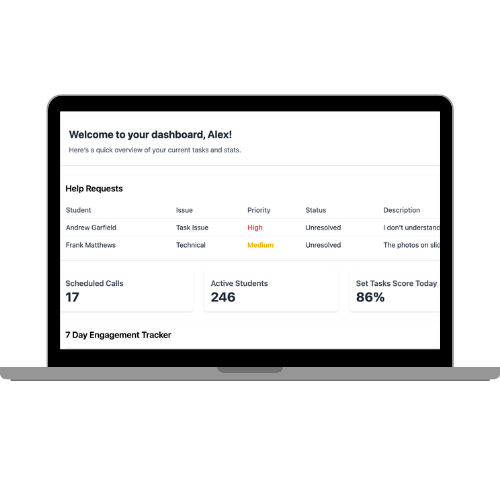 Welcome to your dashboard, Alex!
Here's a quick overview of your current tasks and stats.
Help Requests
Student Issue Priority Status Description
Andrew Garfield Task Issue High Unresolved I don't understand
Frank Matthews Technical Medium Unresolved The photos on
Scheduled Calls Active Students Set Tasks Score Today
17 246 86%
7 Day Engagement Tracker